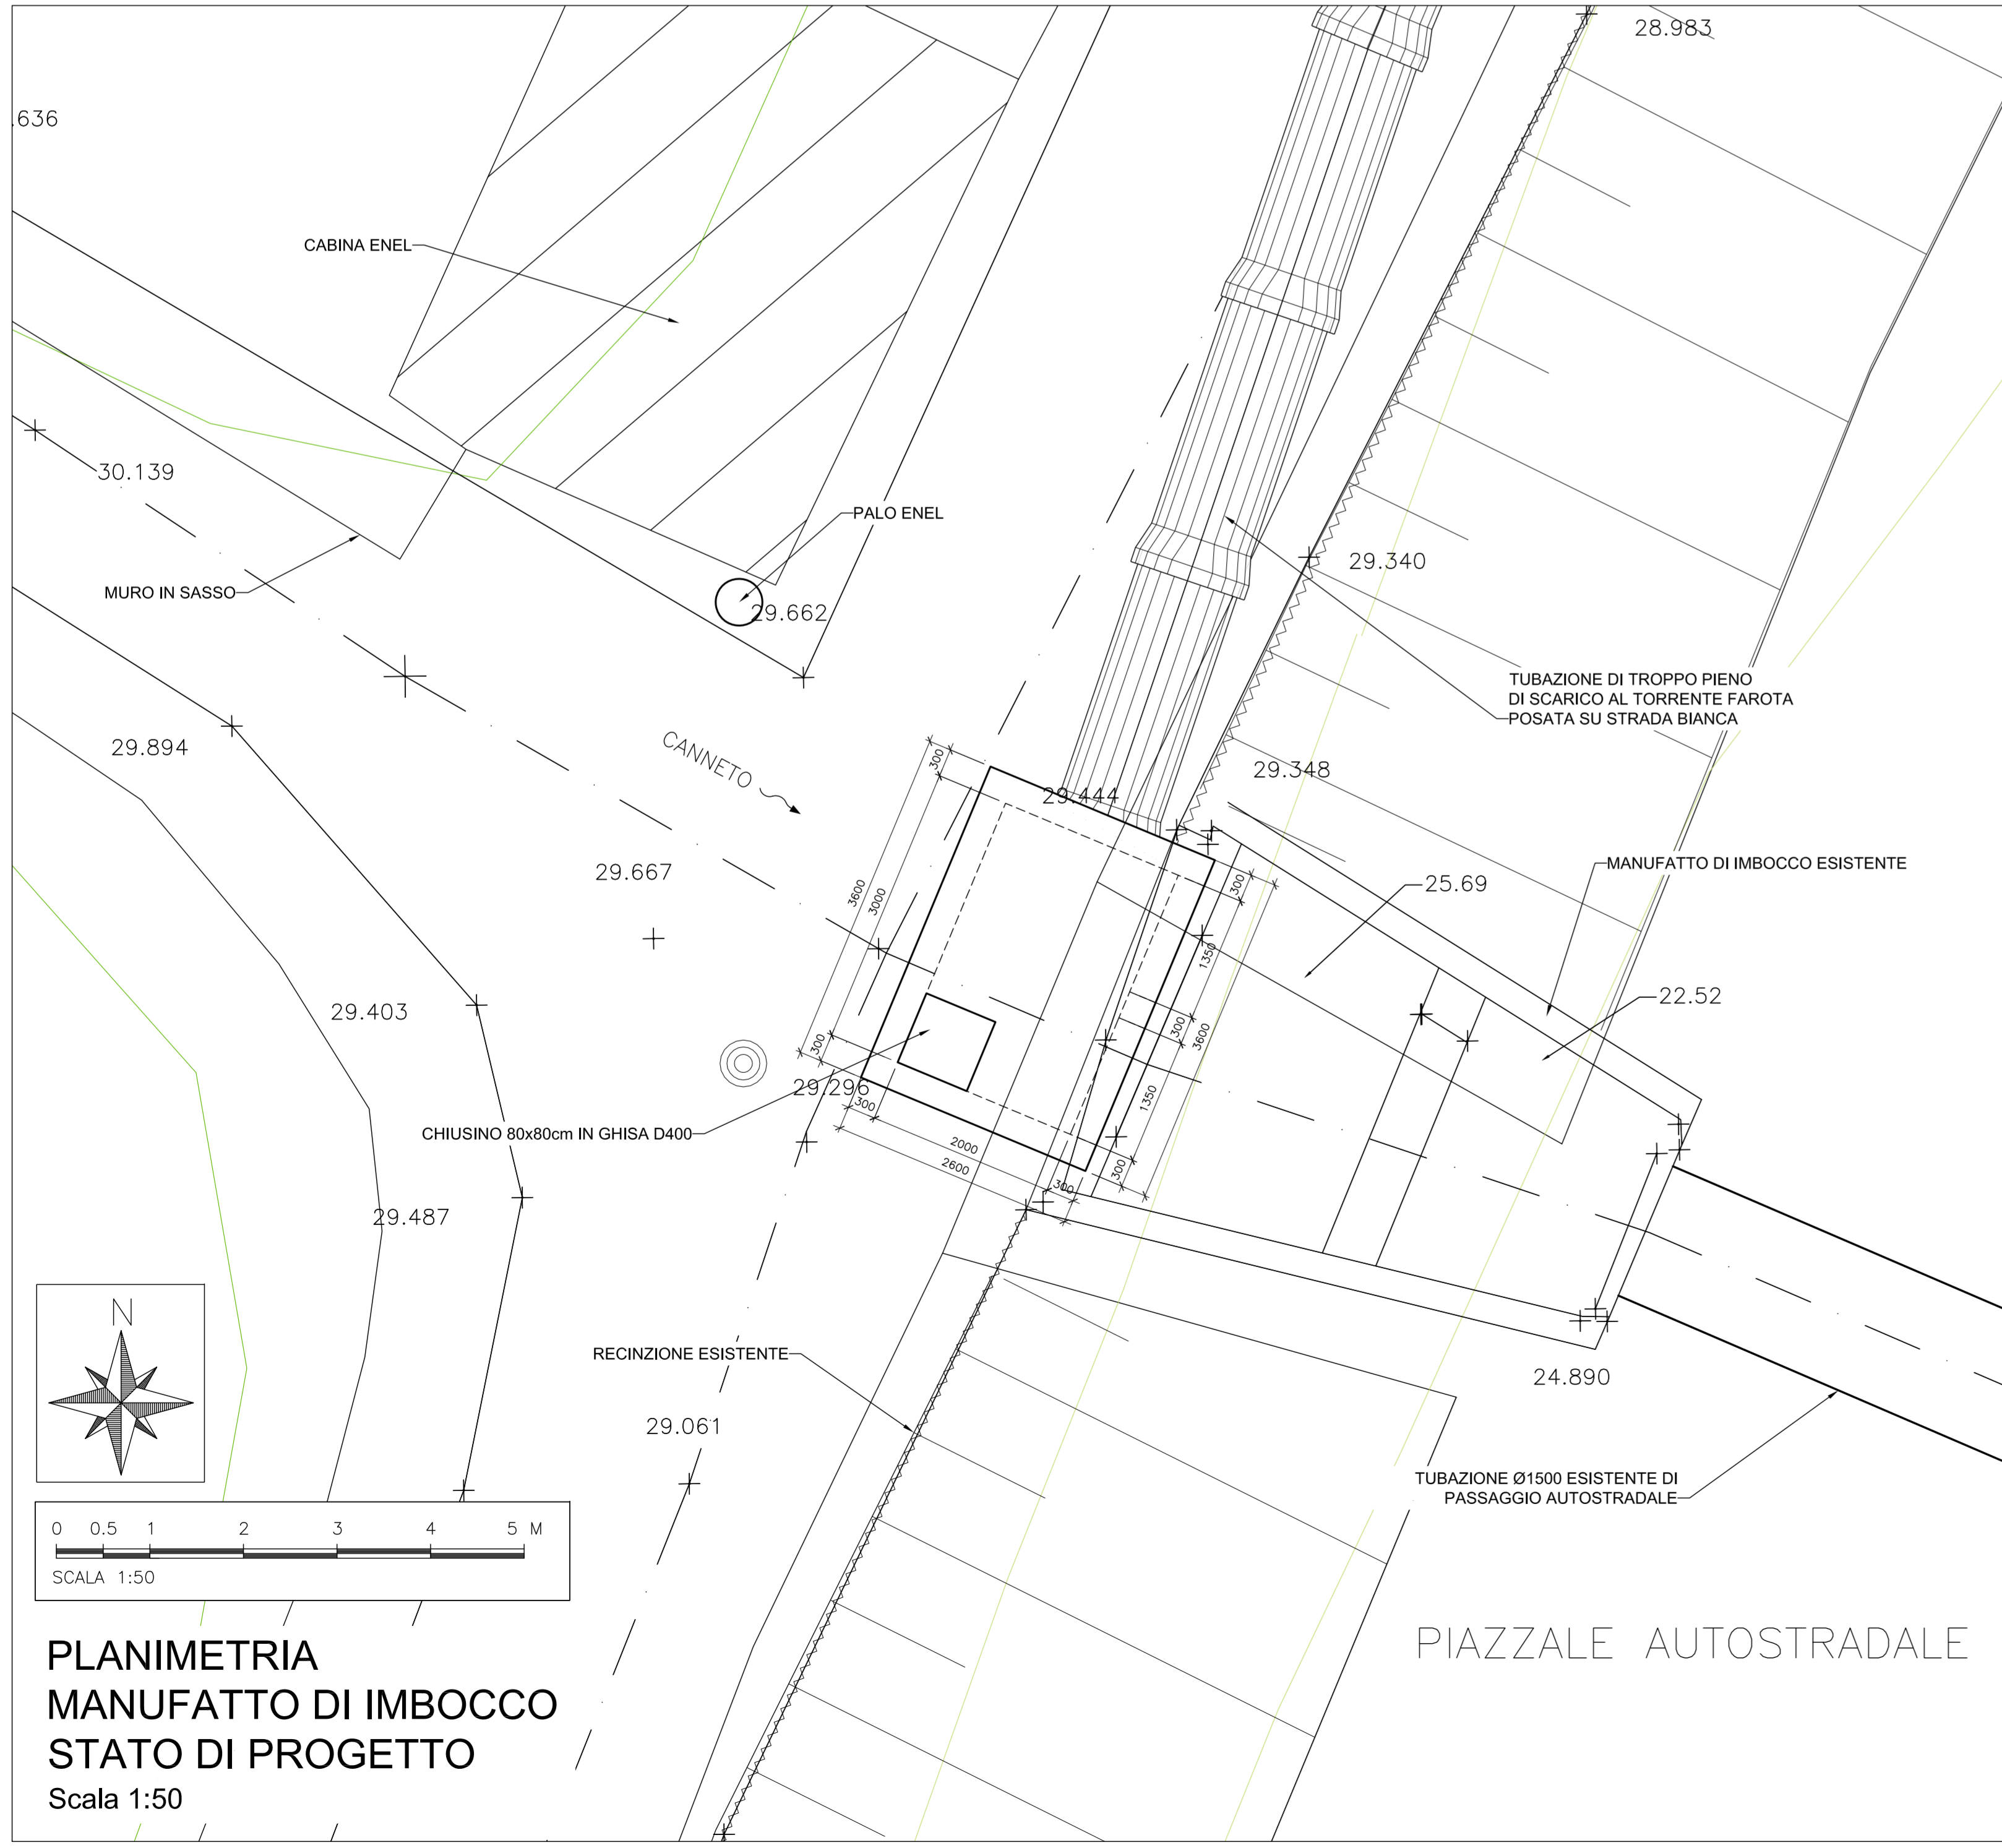 28.983
.636
CABINA ENEL
30.139
PALO ENEL
29.340
MURO IN SASSO
29.662
TUBAZIONE DI TROPPO PIENO
DI SCARICO AL TORRENTE FAROTA
POSATA SU STRADA BIANCA
29.894
CANNETO
300
29.348
29.444
MANUFATTO DI IMBOCCO ESISTENTE
29.667
3600
3000
300
25.69
1350
22.52
29.403
300
3600
300
29.296
300
1350
CHIUSINO 80x80cm IN GHISA D400
2000
2600
300
300
29.487
N
RECINZIONE ESISTENTE
24.890
29.061
TUBAZIONE Ø1500 ESISTENTE DI
PASSAGGIO AUTOSTRADALE
0 0.5 1 2 3 4 5 M
SCALA 1:50
PIAZZALE AUTOSTRADALE
PLANIMETRIA
MANUFATTO DI IMBOCCO
STATO DI PROGETTO
Scala 1:50